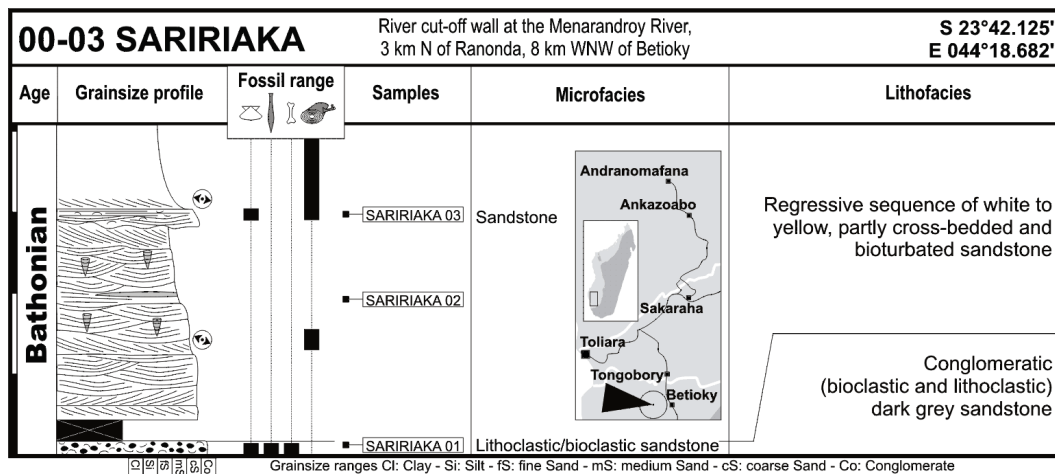 00-03 SARIRIAKA
River cut-off wall at the Menarandroy River,
3 km N of Ranonda, 8 km WNW of Betioky
S 23°42.125'
E 044°18.682'
Age
Grainsize profile
Fossil range
Samples
Microfacies
Lithofacies
Bathonian
SARIRIAKA 03
Sandstone
SARIRIAKA 02
SARIRIAKA 01
Lithoclastic/bioclastic sandstone
Andranomafana
Ankazoabo
Sakaraha
Toliara
Tongobory
Betioky
Regressive sequence of white to
yellow, partly cross-bedded and
bioturbated sandstone
Conglomeratic
(bioclastic and lithoclastic)
dark grey sandstone
Cl
Si
fS
mS
cS
Co
Grainsize ranges Cl: Clay - Si: Silt - fS: fine Sand - mS: medium Sand - cS: coarse Sand - Co: Conglomerate